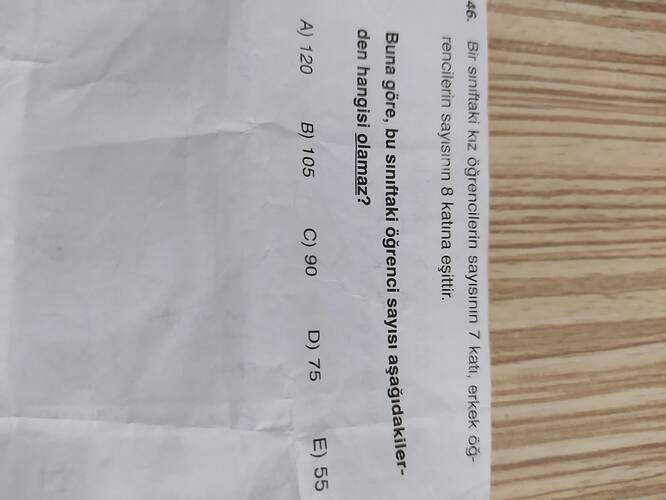 46. Bir sınıftaki kız öğrencilerin sayısının 7 katı, erkek öğ-
rencilerin sayısının 8 katına eşittir.
Buna göre, bu sınıftaki öğrenci sayısı aşağıdakiler-
den hangisi olamaz?
A) 120 B) 105 C) 90 D) 75 E) 55